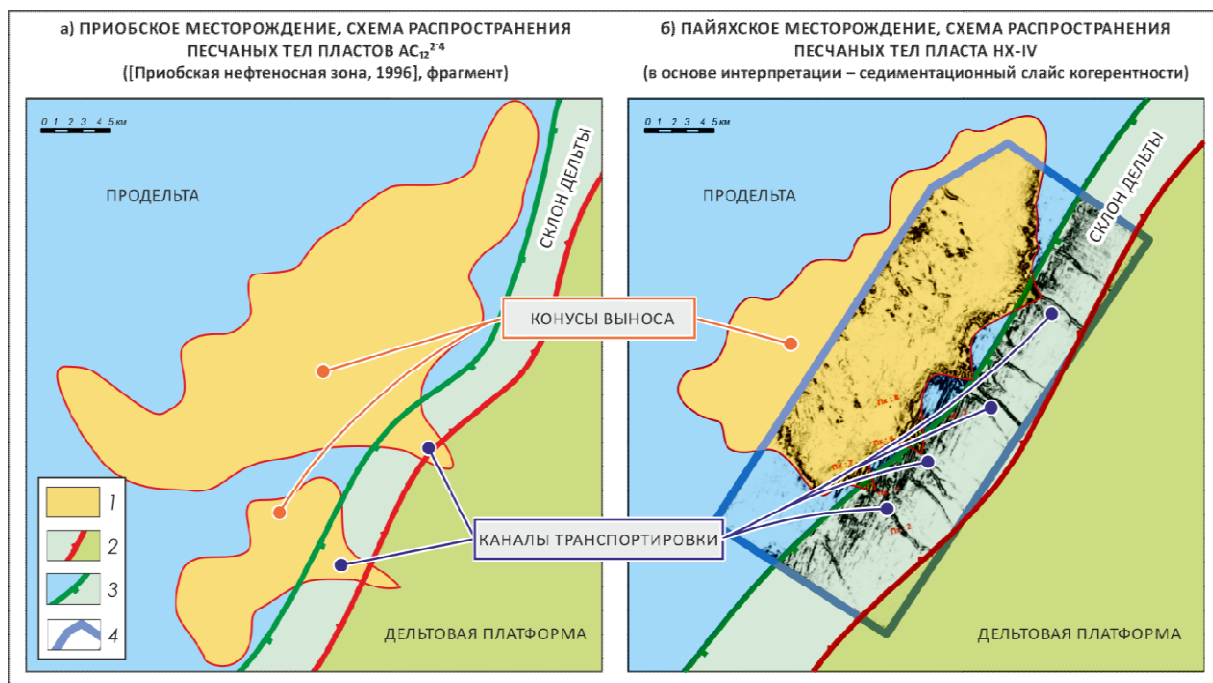 а) ПРИОБСКОЕ МЕСТОРОЖДЕНИЕ, СХЕМА РАСПРОСТРАНЕНИЯ
ПЕСЧАНЫХ ТЕЛ ПЛАСТОВ АС₁₂²⁻⁴
([Приобская нефтеносная зона, 1996], фрагмент)
0 1 2 3 4 5 км
ПРОДЕЛЬТА
СКЛОН ДЕЛЬТЫ
1
2
3
4
ДЕЛЬТОВАЯ ПЛАТФОРМА
КОНУСЫ ВЫНОСА
КАНАЛЫ ТРАНСПОРТИРОВКИ
б) ПАЙЯХСКОЕ МЕСТОРОЖДЕНИЕ, СХЕМА РАСПРОСТРАНЕНИЯ
ПЕСЧАНЫХ ТЕЛ ПЛАСТА НХ-IV
(в основе интерпретации – седиментационный слайс когерентности)
0 1 2 3 4 5 км
ПРОДЕЛЬТА
СКЛОН ДЕЛЬТЫ
ДЕЛЬТОВАЯ ПЛАТФОРМА